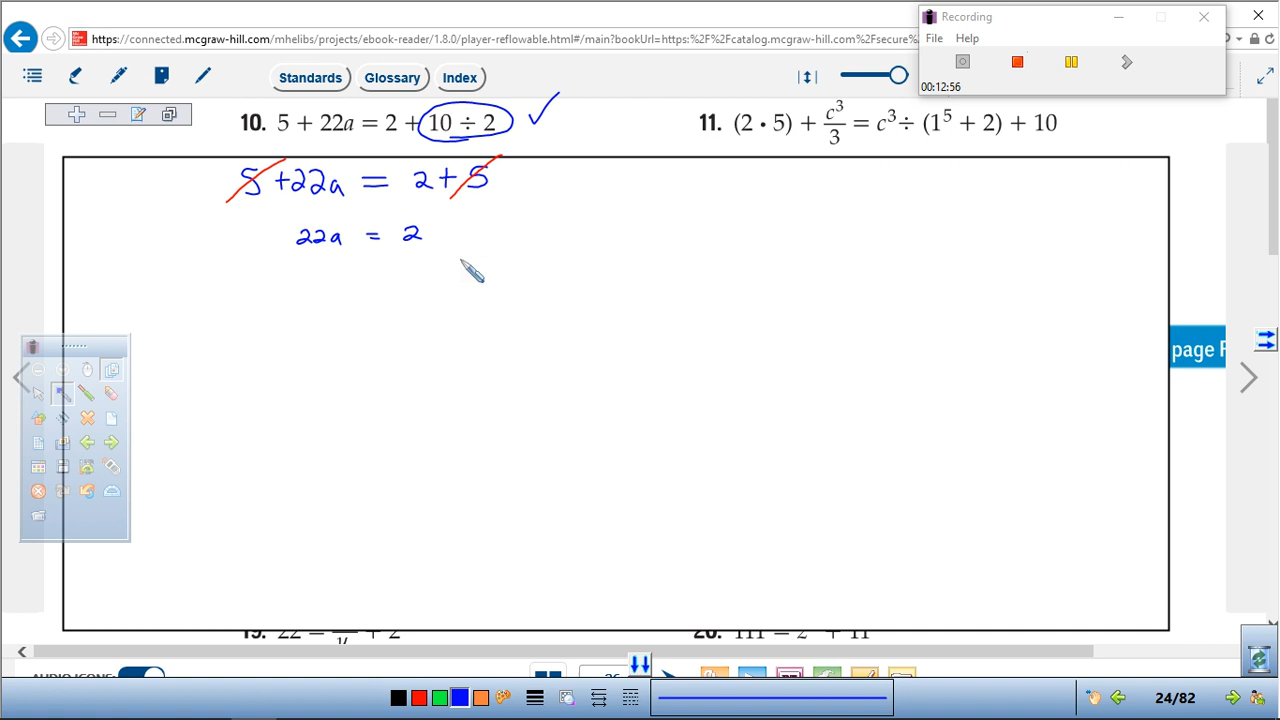 Recording
File Help
00:12:56
https://connected.mcgraw-hill.com/mhelibs/projects/ebook-reader/1.8.0/player-reflowable.html#/main?bookUrl=https:%2F%2Fcatalog.mcgraw-hill.com%2Fsecure%2F
Standards Glossary Index
10. 5 + 22a = 2 + 10 ÷ 2 ✓
11. (2 • 5) + c³/3 = c³ ÷ (1⁵ + 2) + 10
5 + 22a = 2 + 5
22a = 2
page F
24/82